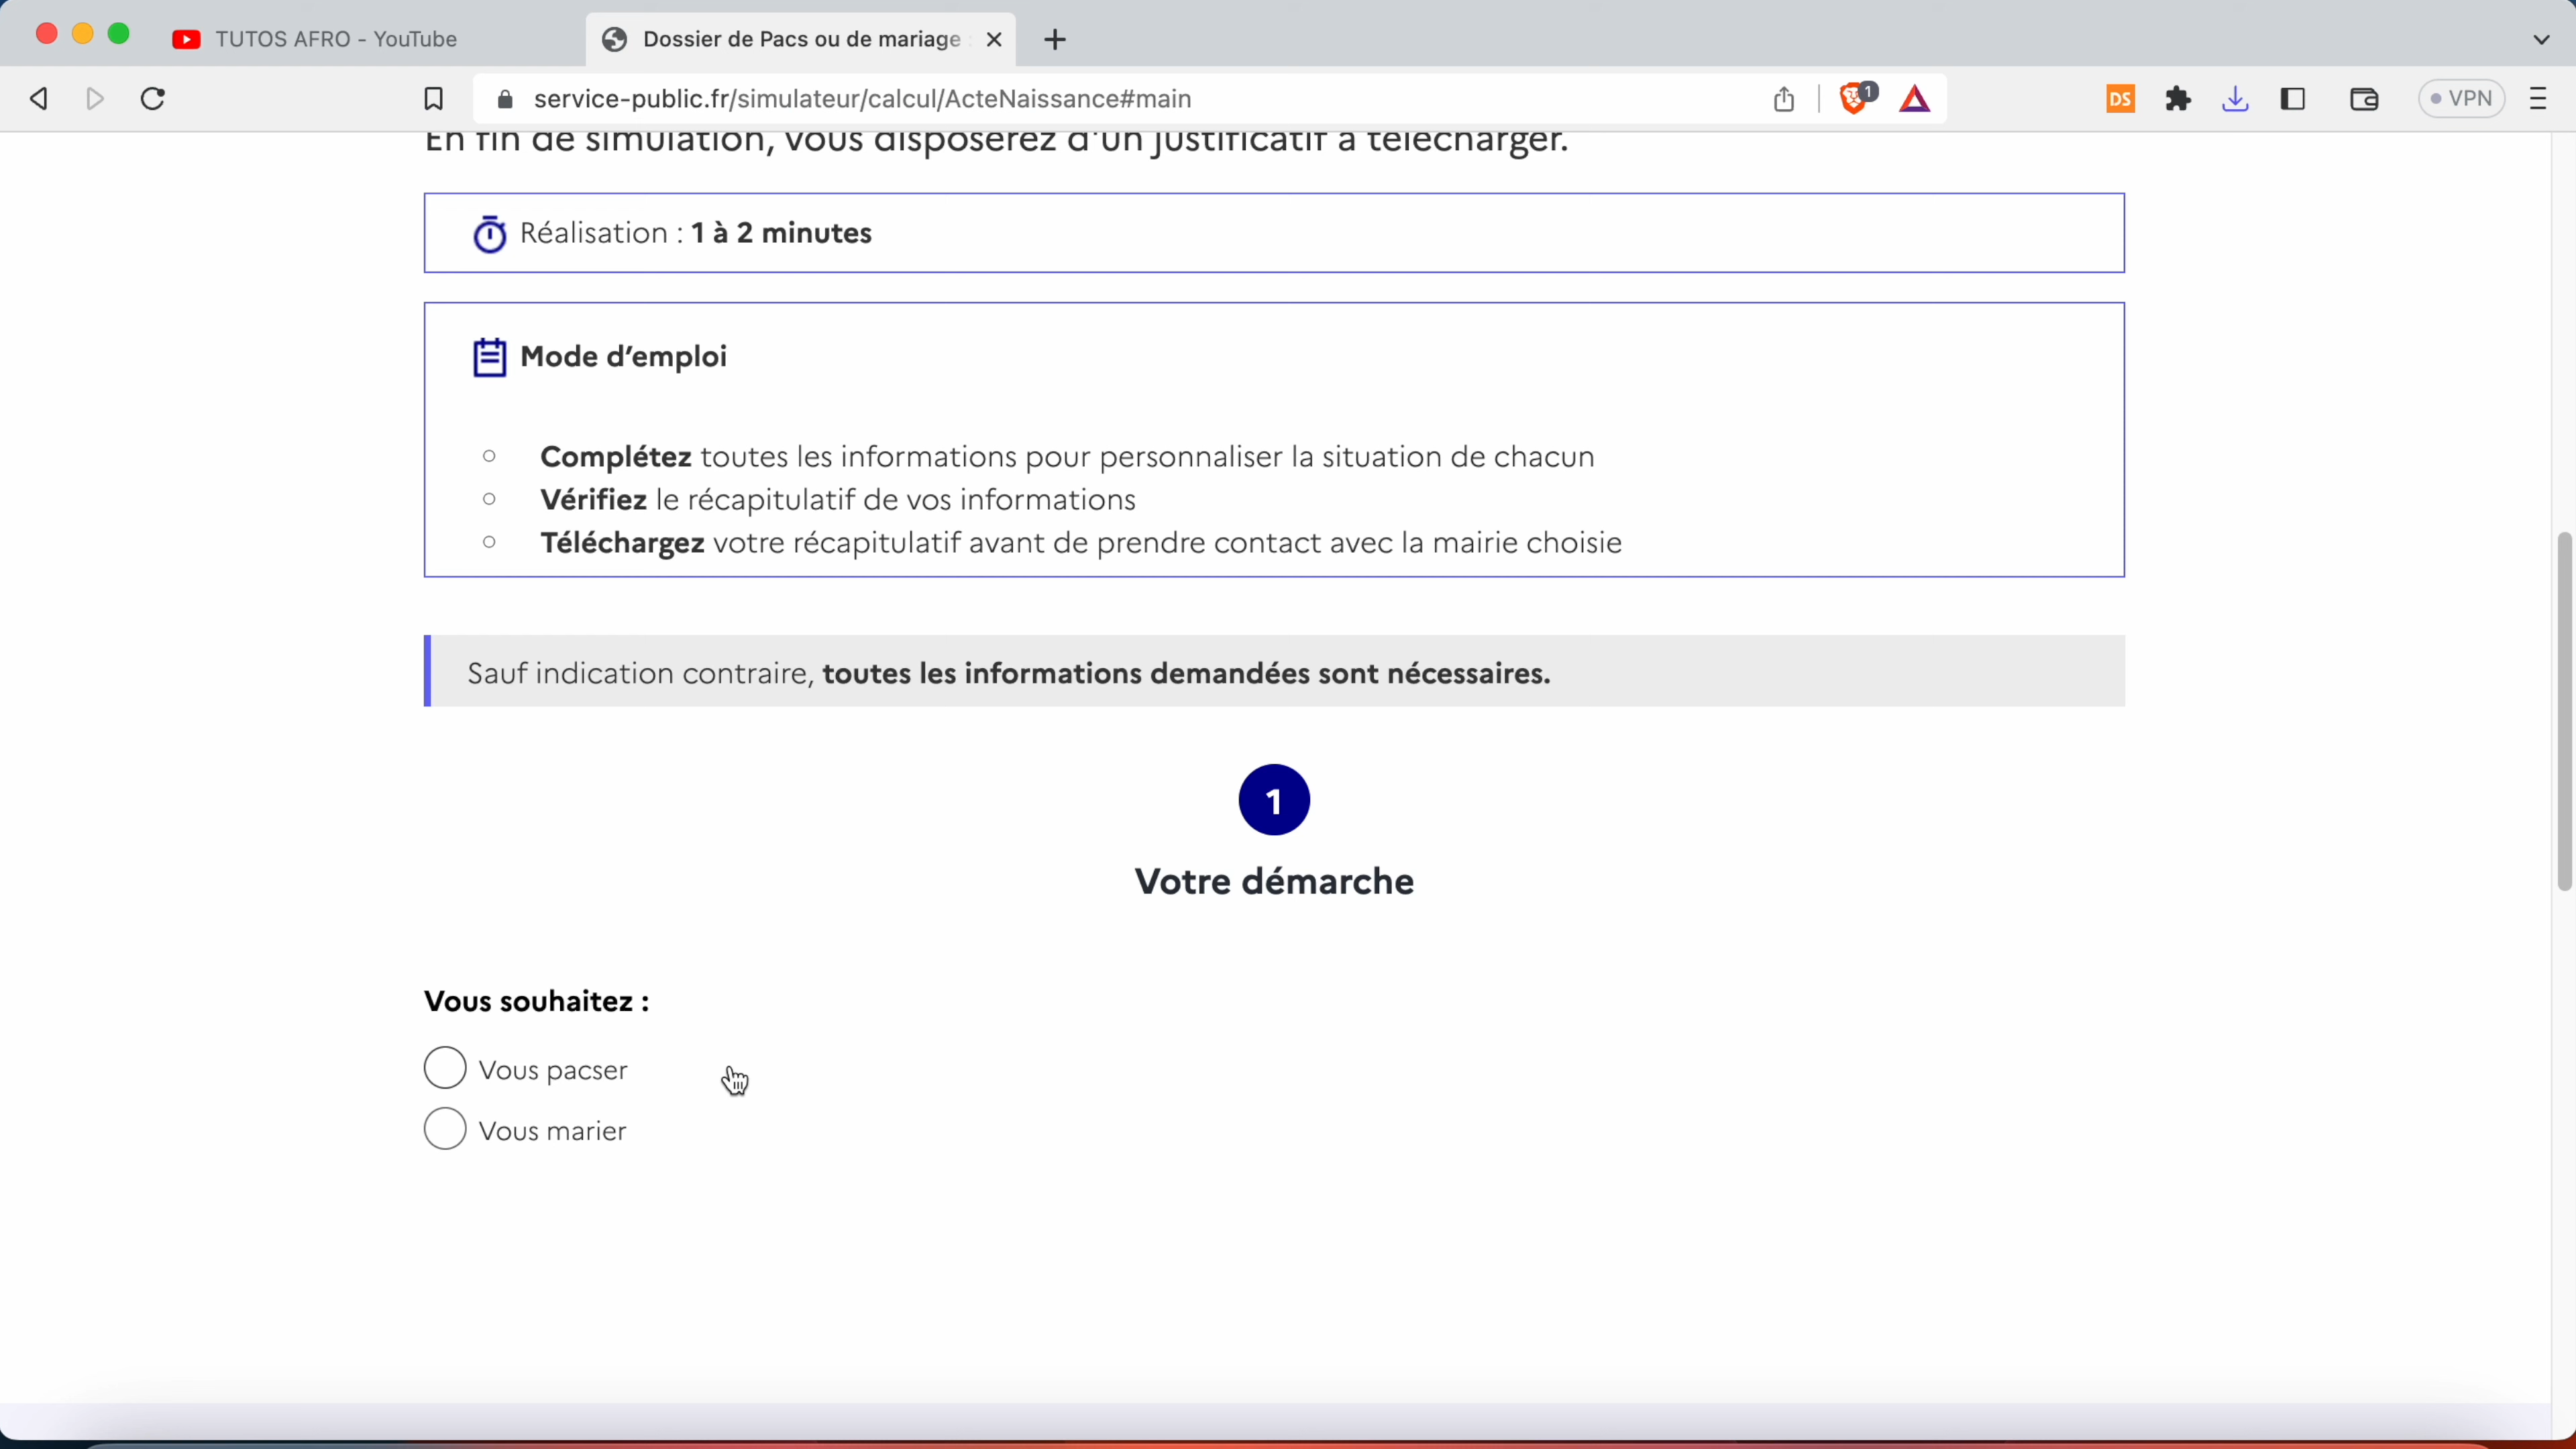 TUTOS AFRO - YouTube
Dossier de Pacs ou de mariage
service-public.fr/simulateur/calcul/ActeNaissance#main
1
DS
VPN
En fin de simulation, vous disposerez d'un justificatif à télécharger.
Réalisation : 1 à 2 minutes
Mode d’emploi
Complétez toutes les informations pour personnaliser la situation de chacun
Vérifiez le récapitulatif de vos informations
Téléchargez votre récapitulatif avant de prendre contact avec la mairie choisie
Sauf indication contraire, toutes les informations demandées sont nécessaires.
1
Votre démarche
Vous souhaitez :
Vous pacser
Vous marier